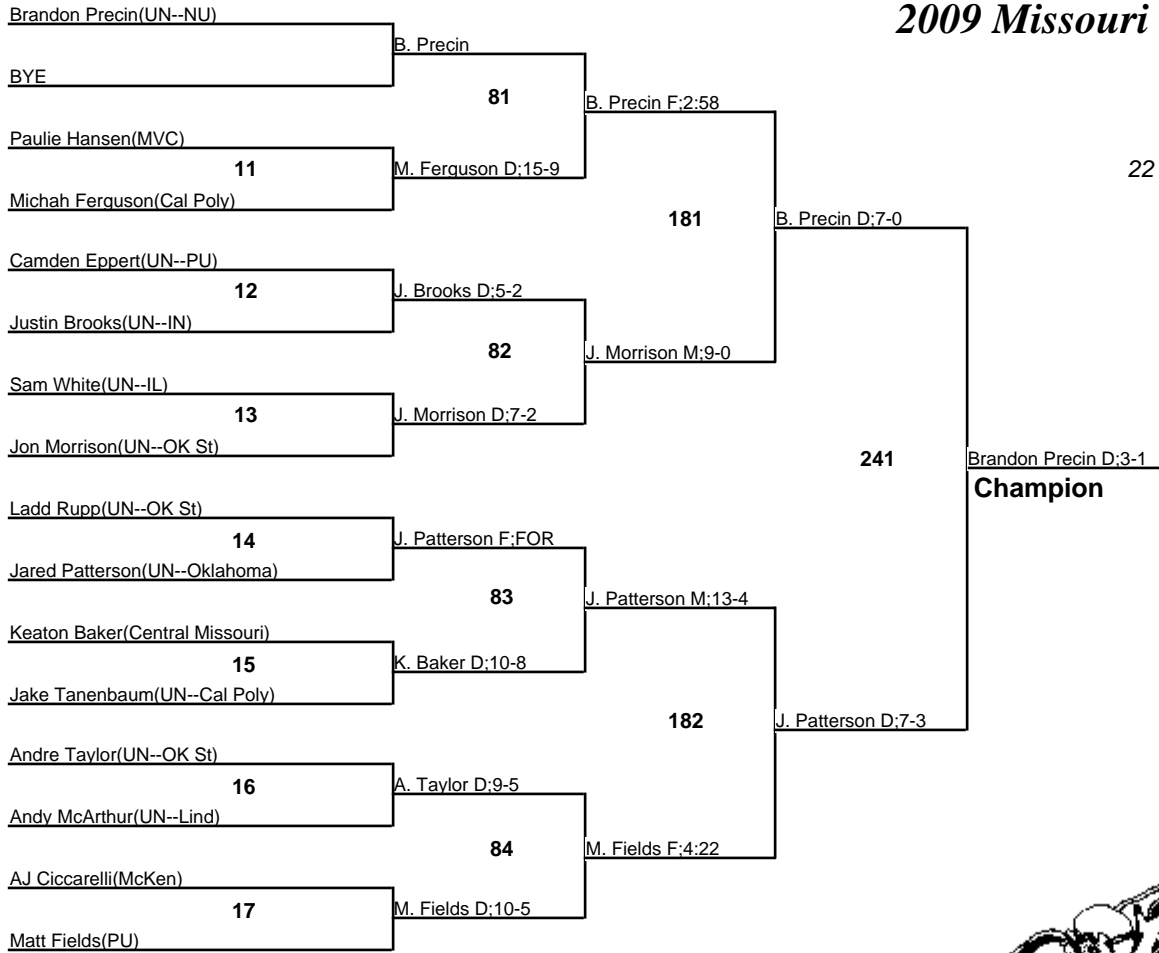 2009 Missouri
22
Brandon Precin(UN--NU)
BYE
Paulie Hansen(MVC)
11
Michah Ferguson(Cal Poly)
Camden Eppert(UN--PU)
12
Justin Brooks(UN--IN)
Sam White(UN--IL)
13
Jon Morrison(UN--OK St)
Ladd Rupp(UN--OK St)
14
Jared Patterson(UN--Oklahoma)
Keaton Baker(Central Missouri)
15
Jake Tanenbaum(UN--Cal Poly)
Andre Taylor(UN--OK St)
16
Andy McArthur(UN--Lind)
AJ Ciccarelli(McKen)
17
Matt Fields(PU)
B. Precin
81
M. Ferguson D;15-9
J. Brooks D;5-2
82
J. Morrison D;7-2
J. Patterson F;FOR
83
K. Baker D;10-8
A. Taylor D;9-5
84
M. Fields D;10-5
B. Precin F;2:58
181
J. Morrison M;9-0
J. Patterson M;13-4
182
M. Fields F;4:22
B. Precin D;7-0
241
J. Patterson D;7-3
Brandon Precin D;3-1
Champion